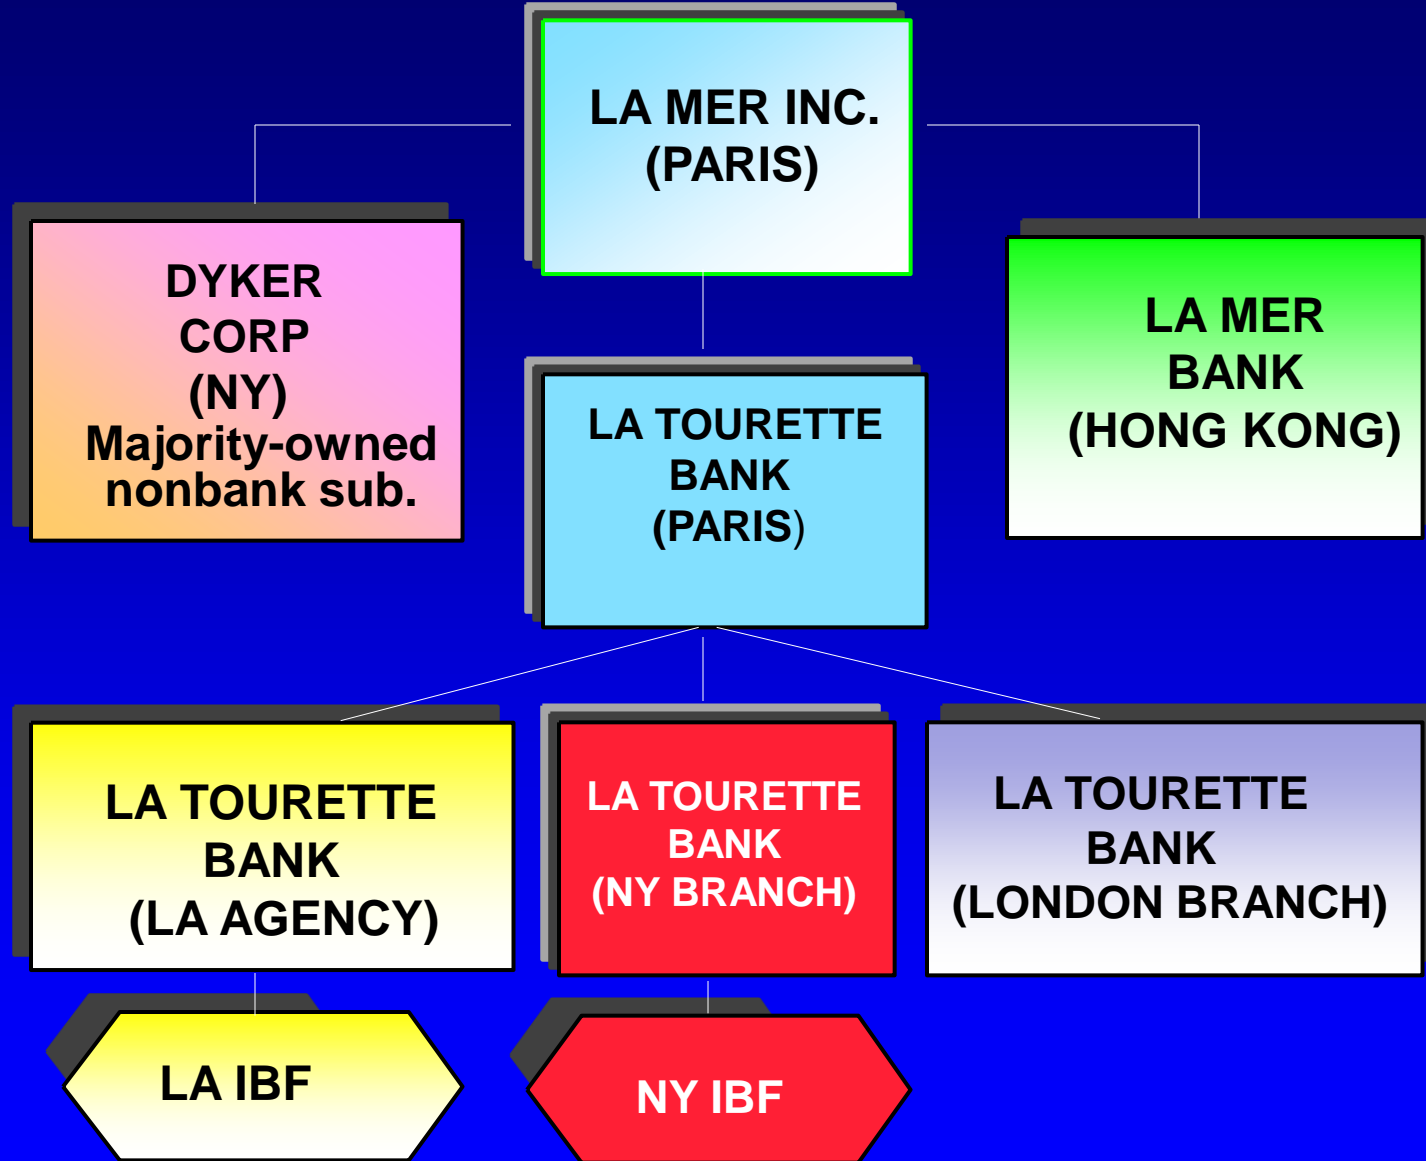 LA MER INC.
(PARIS)
DYKER
CORP
(NY)
Majority-owned
nonbank sub.
LA TOURETTE
BANK
(PARIS)
LA MER
BANK
(HONG KONG)
LA TOURETTE
BANK
(LA AGENCY)
LA TOURETTE
BANK
(NY BRANCH)
LA TOURETTE
BANK
(LONDON BRANCH)
LA IBF
NY IBF